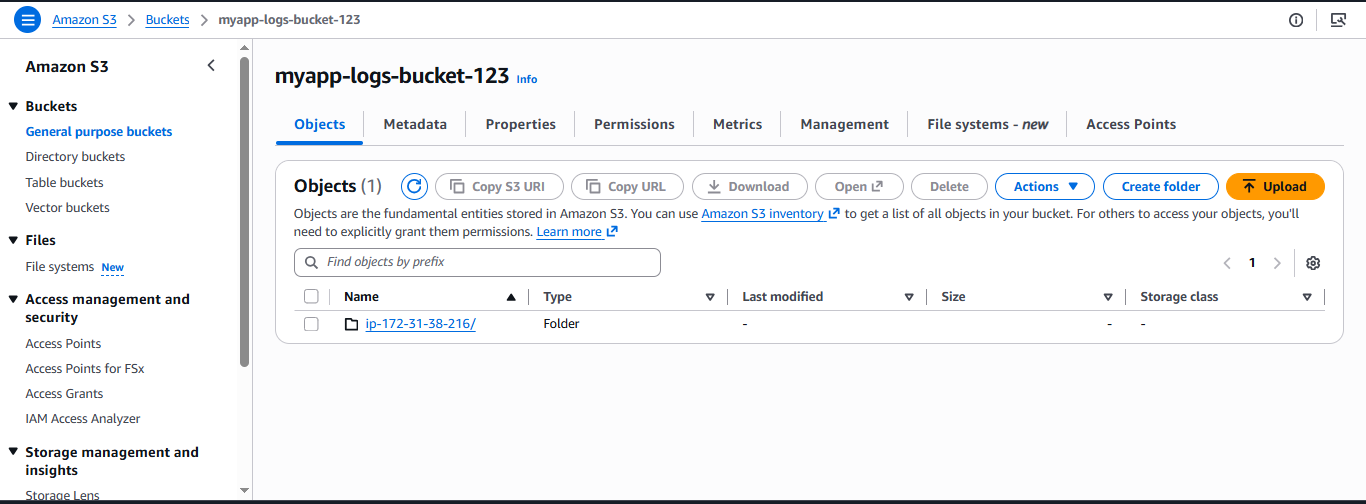 Amazon S3 > Buckets > myapp-logs-bucket-123
Amazon S3
Buckets
General purpose buckets
Directory buckets
Table buckets
Vector buckets
Files
File systems New
Access management and
security
Access Points
Access Points for FSx
Access Grants
IAM Access Analyzer
Storage management and
insights
Storage Lens
myapp-logs-bucket-123 Info
Objects Metadata Properties Permissions Metrics Management File systems - new Access Points
Objects (1) Copy S3 URI Copy URL Download Open Delete Actions Create folder Upload
Objects are the fundamental entities stored in Amazon S3. You can use Amazon S3 inventory to get a list of all objects in your bucket. For others to access your objects, you'll
need to explicitly grant them permissions. Learn more
Find objects by prefix
1
Name Type Last modified Size Storage class
ip-172-31-38-216/ Folder - - -